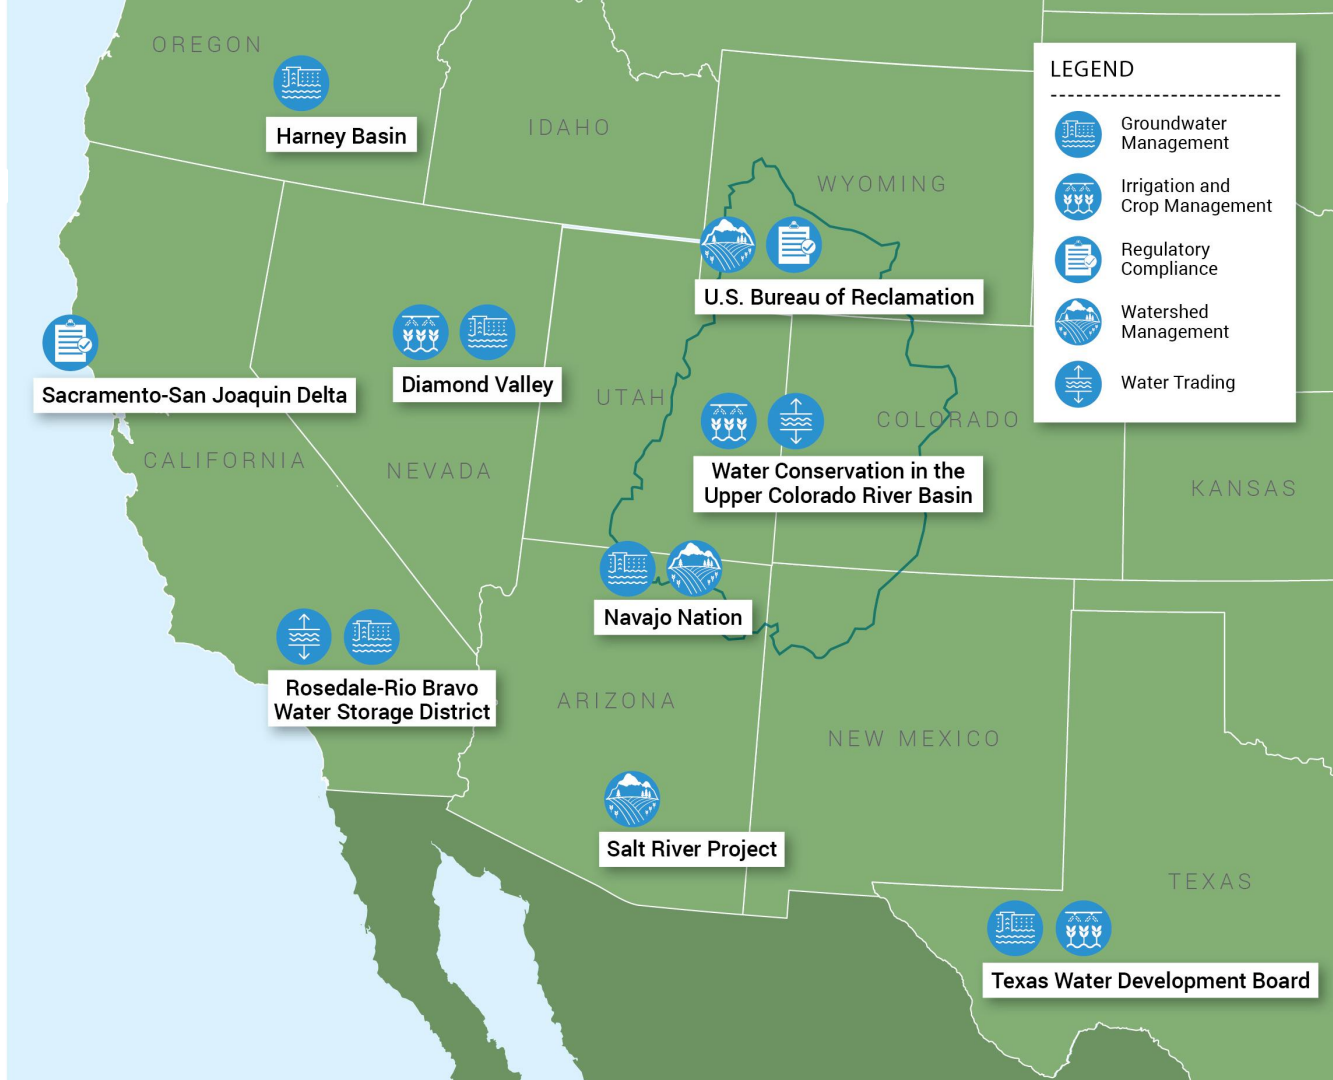 OREGON
Harney Basin
IDAHO
WYOMING
LEGEND
Groundwater
Management
Irrigation and
Crop Management
Regulatory
Compliance
Watershed
Management
Water Trading
U.S. Bureau of Reclamation
Sacramento-San Joaquin Delta
Diamond Valley
UTAH
COLORADO
CALIFORNIA
NEVADA
Water Conservation in the
Upper Colorado River Basin
KANSAS
Navajo Nation
Rosedale-Rio Bravo
Water Storage District
ARIZONA
NEW MEXICO
Salt River Project
TEXAS
Texas Water Development Board